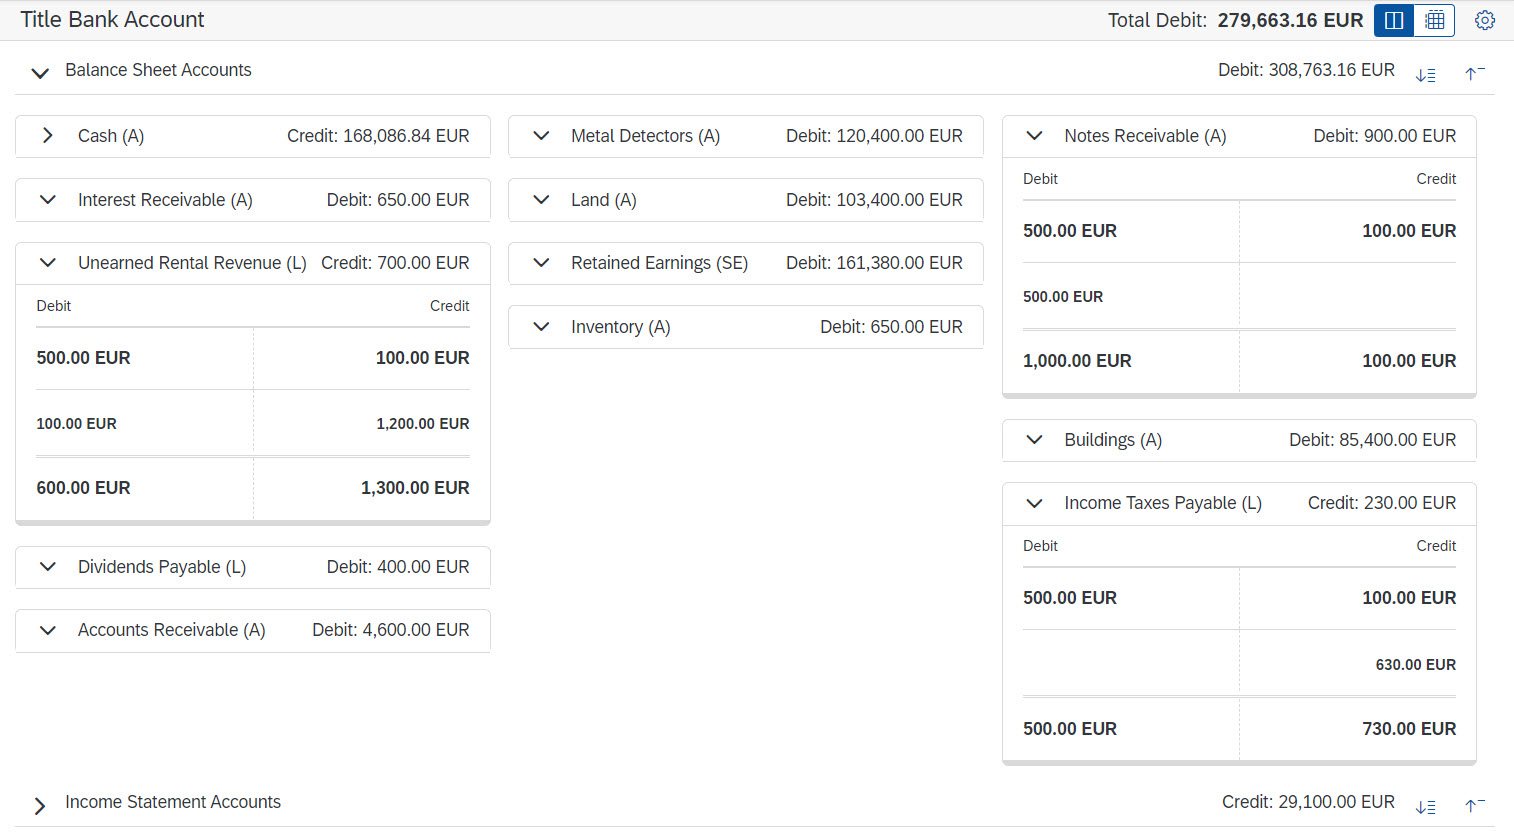 Title Bank Account
Total Debit: 279,663.16 EUR
Balance Sheet Accounts
Debit: 308,763.16 EUR
Cash (A)
Credit: 168,086.84 EUR
Interest Receivable (A)
Debit: 650.00 EUR
Unearned Rental Revenue (L)
Credit: 700.00 EUR
Debit
Credit
500.00 EUR
100.00 EUR
100.00 EUR
1,200.00 EUR
600.00 EUR
1,300.00 EUR
Dividends Payable (L)
Debit: 400.00 EUR
Accounts Receivable (A)
Debit: 4,600.00 EUR
Metal Detectors (A)
Debit: 120,400.00 EUR
Land (A)
Debit: 103,400.00 EUR
Retained Earnings (SE)
Debit: 161,380.00 EUR
Inventory (A)
Debit: 650.00 EUR
Notes Receivable (A)
Debit: 900.00 EUR
Debit
Credit
500.00 EUR
100.00 EUR
500.00 EUR
1,000.00 EUR
100.00 EUR
Buildings (A)
Debit: 85,400.00 EUR
Income Taxes Payable (L)
Credit: 230.00 EUR
Debit
Credit
500.00 EUR
100.00 EUR
630.00 EUR
500.00 EUR
730.00 EUR
Income Statement Accounts
Credit: 29,100.00 EUR